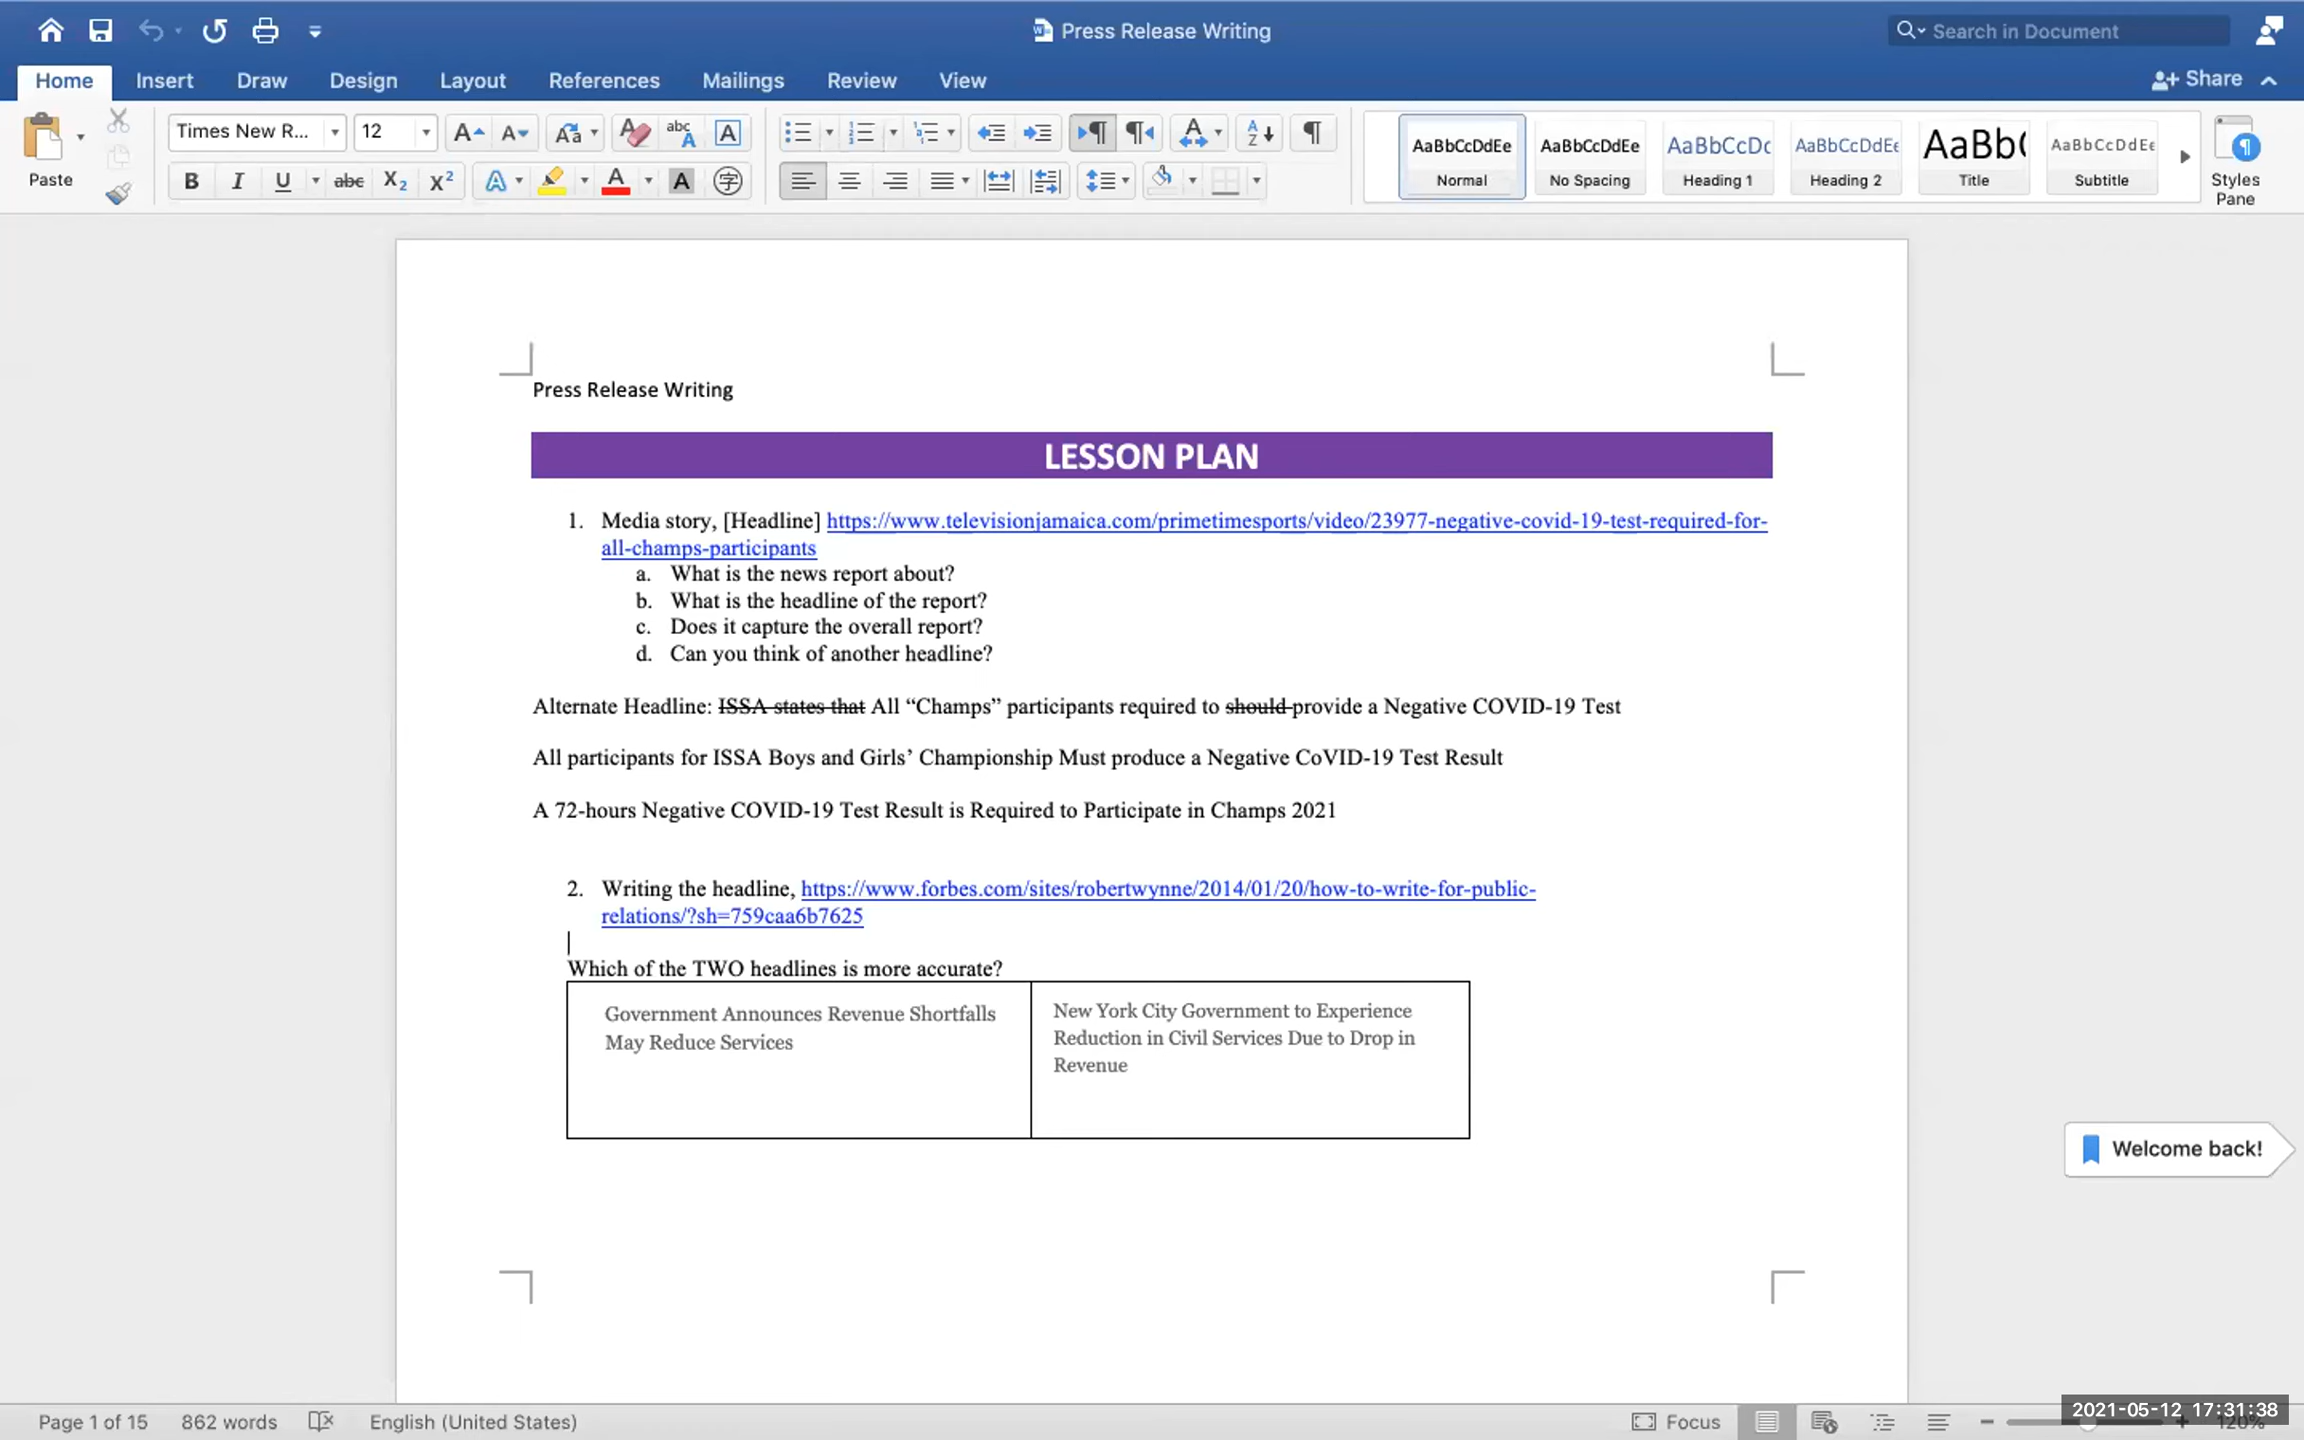 Press Release Writing
Search in Document
Home Insert Draw Design Layout References Mailings Review View
Share
Paste
Times New R... 12
AaBbCcDdEe AaBbCcDdEe AaBbCcDc AaBbCcDdEe AaBb( AaBbCcDdEe
Normal No Spacing Heading 1 Heading 2 Title Subtitle
Styles
Pane
Press Release Writing
LESSON PLAN
1. Media story, [Headline] https://www.televisionjamaica.com/primetimesports/video/23977-negative-covid-19-test-required-for-
all-champs-participants
a. What is the news report about?
b. What is the headline of the report?
c. Does it capture the overall report?
d. Can you think of another headline?
Alternate Headline: ISSA states that All “Champs” participants required to should provide a Negative COVID-19 Test
All participants for ISSA Boys and Girls’ Championship Must produce a Negative CoVID-19 Test Result
A 72-hours Negative COVID-19 Test Result is Required to Participate in Champs 2021
2. Writing the headline, https://www.forbes.com/sites/robertwynne/2014/01/20/how-to-write-for-public-
relations/?sh=759caa6b7625
Which of the TWO headlines is more accurate?
Government Announces Revenue Shortfalls
May Reduce Services
New York City Government to Experience
Reduction in Civil Services Due to Drop in
Revenue
Welcome back!
Page 1 of 15 862 words English (United States)
Focus
2021-05-12 17:31:38
120%